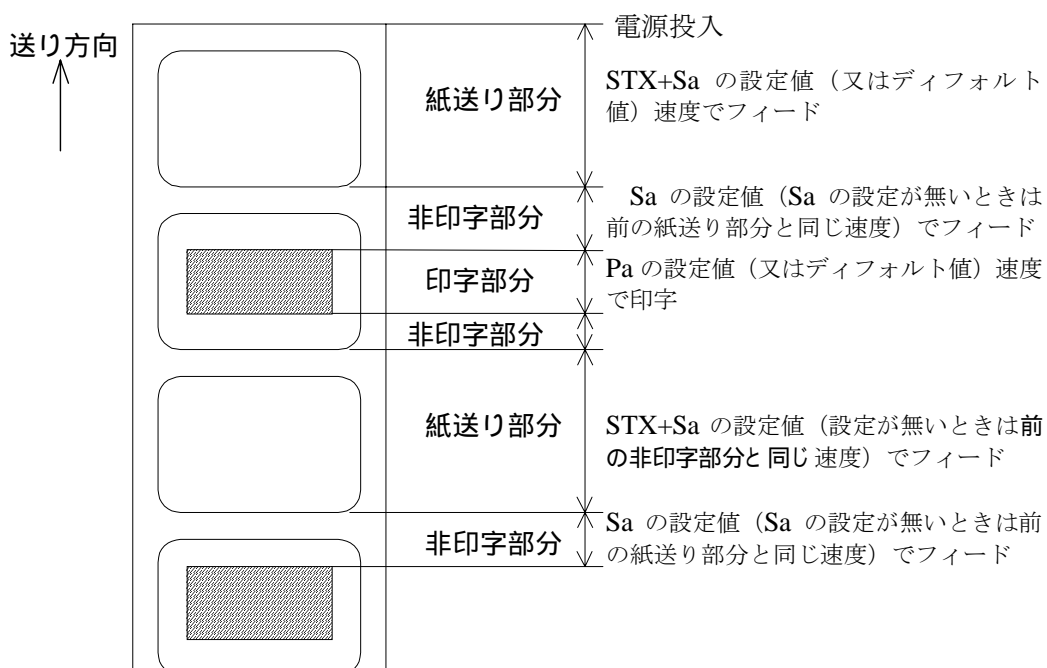 送り方向
電源投入
紙送り部分
STX+Sa の設定値（又はディフォルト
値）速度でフィード
非印字部分
Sa の設定値（Sa の設定が無いときは
前の紙送り部分と同じ速度）でフィード
印字部分
Pa の設定値（又はディフォルト値）速度
で印字
非印字部分
紙送り部分
STX+Sa の設定値（設定が無いときは前
の非印字部分と同じ速度）でフィード
非印字部分
Sa の設定値（Sa の設定が無いときは前
の紙送り部分と同じ速度）でフィード